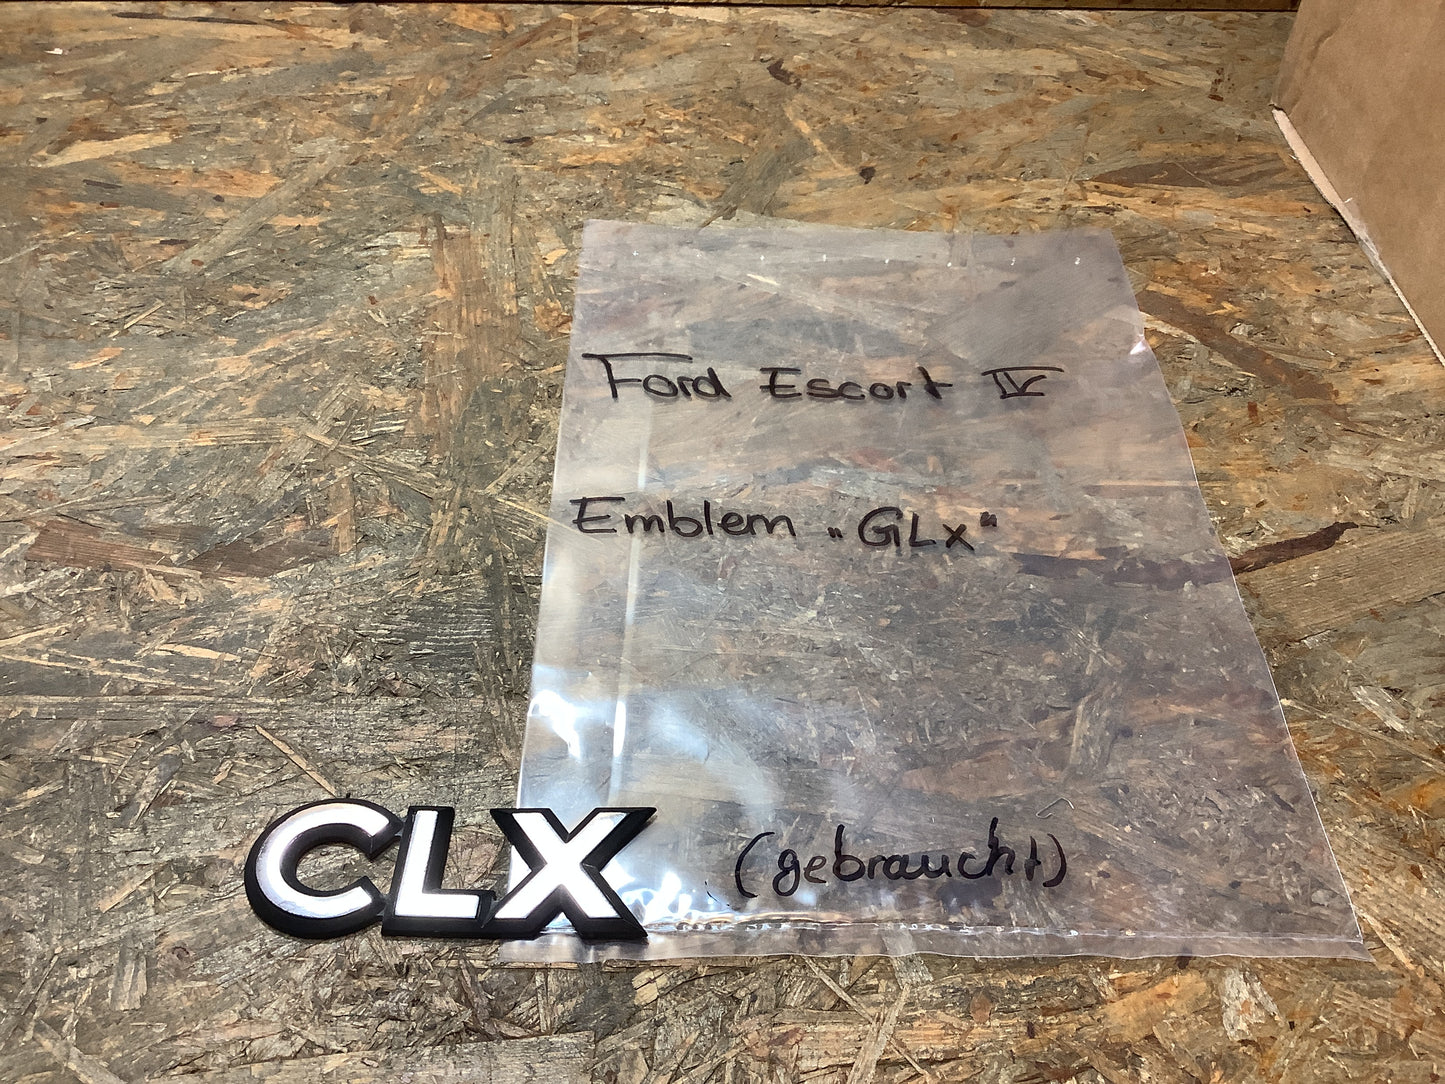 Ford Escort IV
Emblem „GLx"
(gebraucht)
CLX